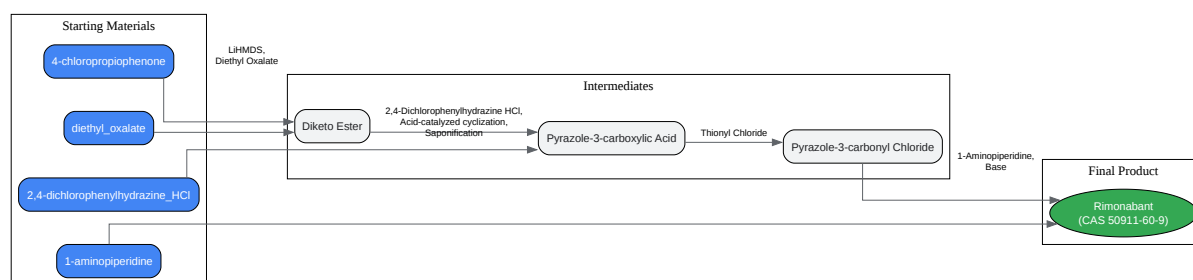 Starting Materials
4-chloropropiophenone
LiHMDS,
Diethyl Oxalate
Intermediates
diethyl_oxalate
Diketo Ester
2,4-Dichlorophenylhydrazine HCl,
Acid-catalyzed cyclization,
Saponification
Pyrazole-3-carboxylic Acid
Thionyl Chloride
Pyrazole-3-carbonyl Chloride
1-Aminopiperidine,
Base
Final Product
2,4-dichlorophenylhydrazine_HCl
Rimonabant
(CAS 50911-60-9)
1-aminopiperidine